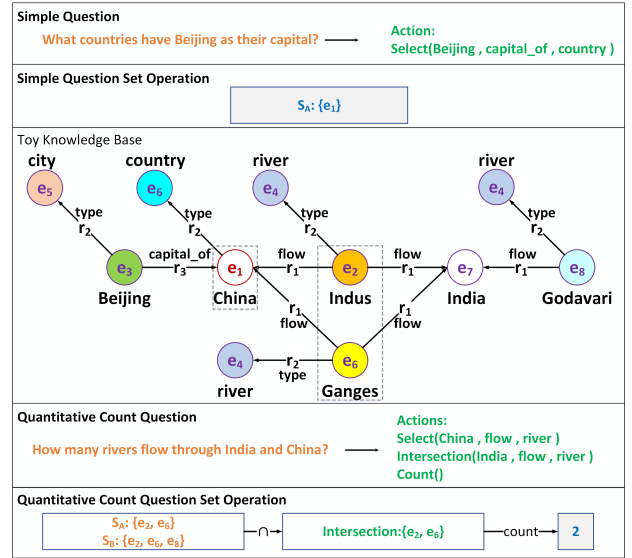 Simple Question
What countries have Beijing as their capital?
Action:
Select(Beijing , capital_of , country )
Simple Question Set Operation
S_A: {e₁}
Toy Knowledge Base
city
country
river
river
e₅
e₆
e₄
e₄
type
r₂
type
r₂
type
r₂
type
r₂
e₃
capital_of
r₃
e₁
flow
r₁
e₂
flow
r₁
e₇
flow
r₁
e₈
Beijing
China
Indus
India
Godavari
r₁
flow
r₁
flow
e₄
r₂
type
e₆
river
Ganges
Quantitative Count Question
How many rivers flow through India and China?
Actions:
Select(China , flow , river )
Intersection(India , flow , river )
Count()
Quantitative Count Question Set Operation
S_A: {e₂, e₆}
S_B: {e₂, e₆, e₈}
∩
Intersection:{e₂, e₆}
count
2